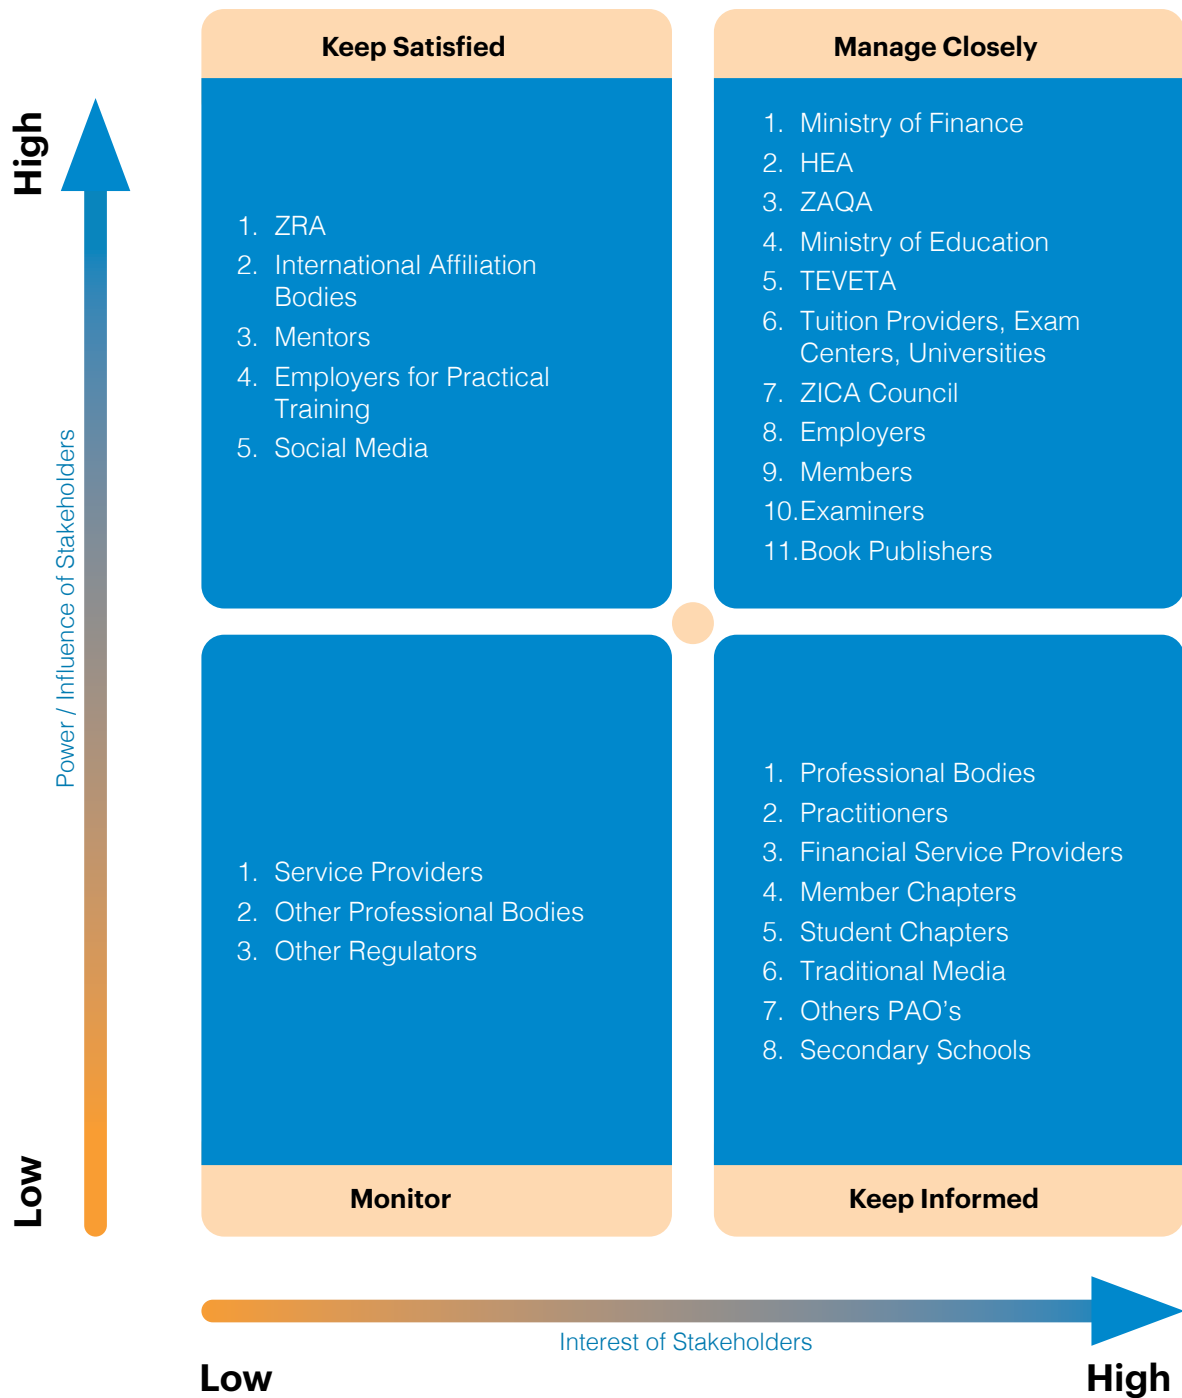 Keep Satisfied
1. ZRA
2. International Affiliation
Bodies
3. Mentors
4. Employers for Practical
Training
5. Social Media
Manage Closely
1. Ministry of Finance
2. HEA
3. ZAQA
4. Ministry of Education
5. TEVETA
6. Tuition Providers, Exam
Centers, Universities
7. ZICA Council
8. Employers
9. Members
10.Examiners
11.Book Publishers
High
Power / Influence of Stakeholders
Low
1. Service Providers
2. Other Professional Bodies
3. Other Regulators
Monitor
1. Professional Bodies
2. Practitioners
3. Financial Service Providers
4. Member Chapters
5. Student Chapters
6. Traditional Media
7. Others PAO's
8. Secondary Schools
Keep Informed
Interest of Stakeholders
Low
High